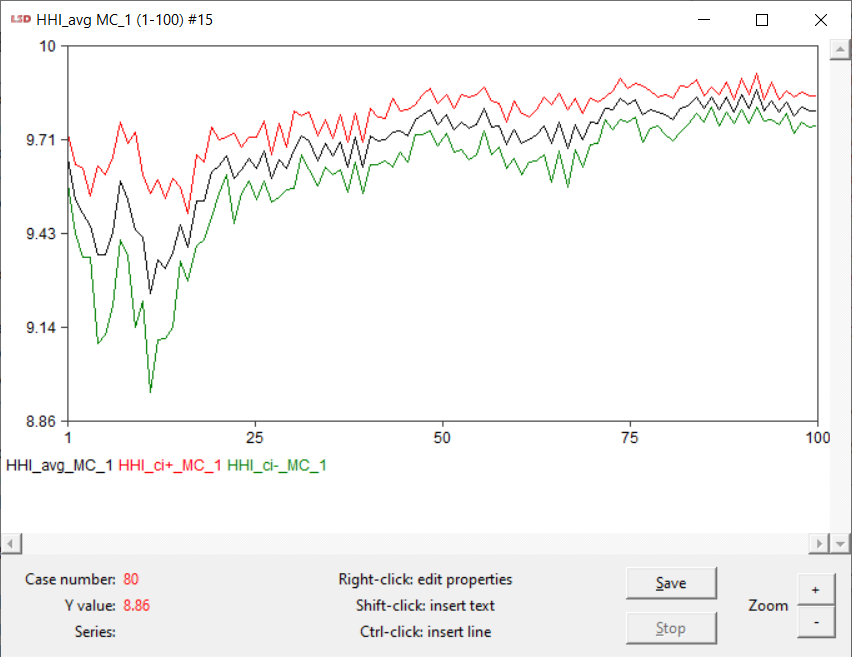 LSD HHI_avg MC_1 (1-100) #15
10
9.71
9.43
9.14
8.86
1 25 50 75 100
HHI_avg_MC_1 HHI_ci+_MC_1 HHI_ci-_MC_1
Case number: 80 Right-click: edit properties Save
Y value: 8.86 Shift-click: insert text Zoom + -
Series: Ctrl-click: insert line Stop